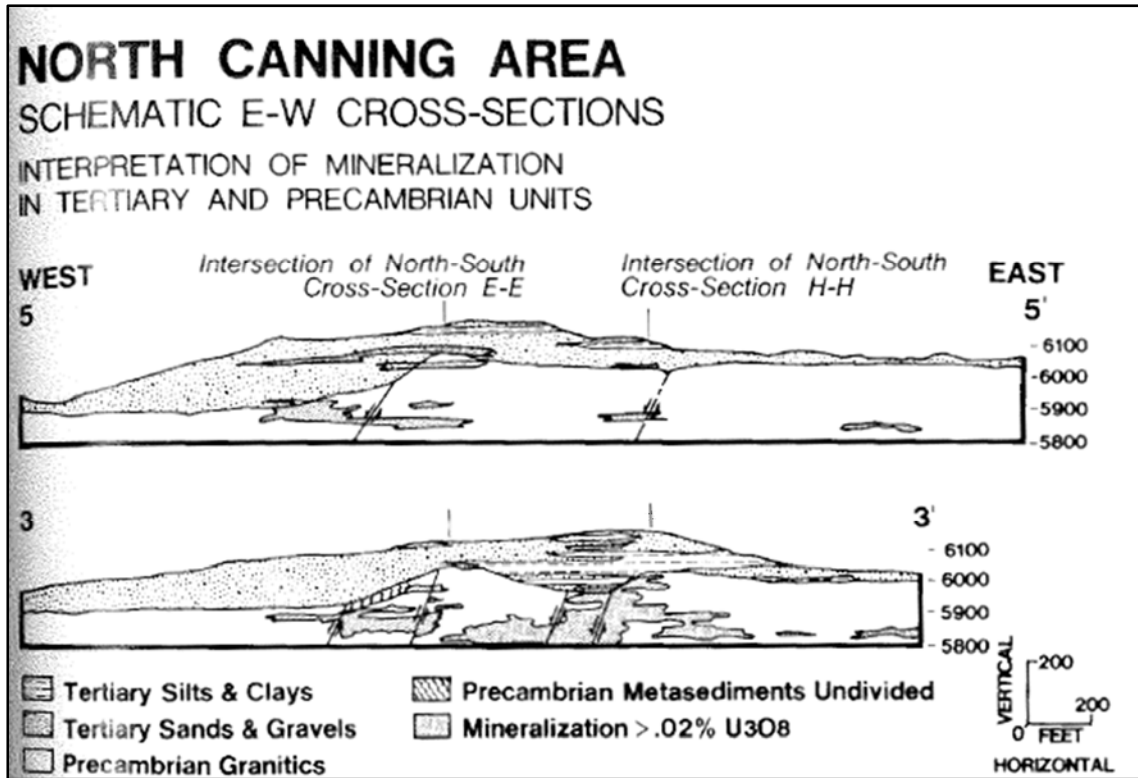 NORTH CANNING AREA
SCHEMATIC E-W CROSS-SECTIONS
INTERPRETATION OF MINERALIZATION
IN TERTIARY AND PRECAMBRIAN UNITS
WEST
Intersection of North-South
Cross-Section E-E
Intersection of North-South
Cross-Section H-H
EAST
5
5'
6100
6000
5900
5800
3
3'
6100
6000
5900
5800
Tertiary Silts & Clays
Tertiary Sands & Gravels
Precambrian Granitics
Precambrian Metasediments Undivided
Mineralization >.02% U3O8
VERTICAL
200
200
0 FEET
HORIZONTAL